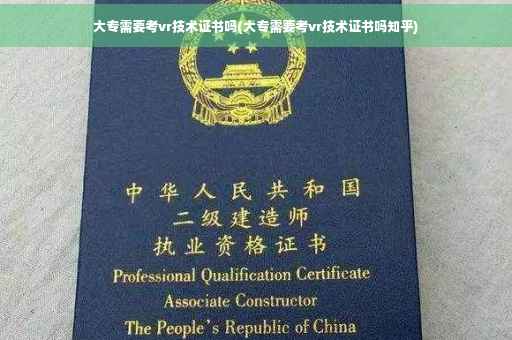 大专需要考vr技术证书吗(大专需要考vr技术证书吗知乎)
中华人民共和国
二级建造师
执业资格证书
Professional Qualification Certificate
Associate Constructor
The People's Republic of China